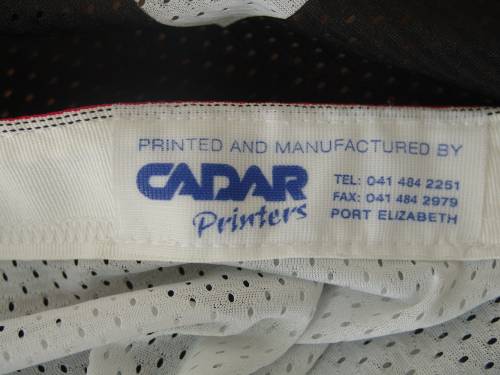 PRINTED AND MANUFACTURED BY
CADAR
Printers
TEL: 041 484 2251
FAX: 041 484 2979
PORT ELIZABETH